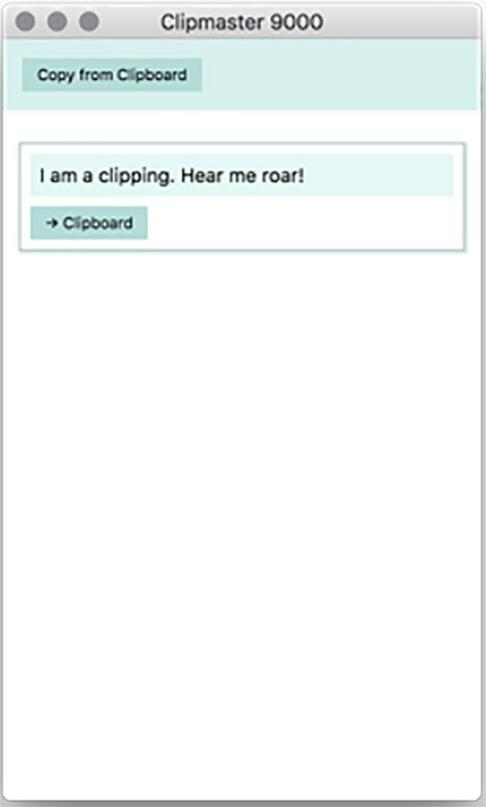 Clipmaster 9000
Copy from Clipboard
I am a clipping. Hear me roar!
→ Clipboard